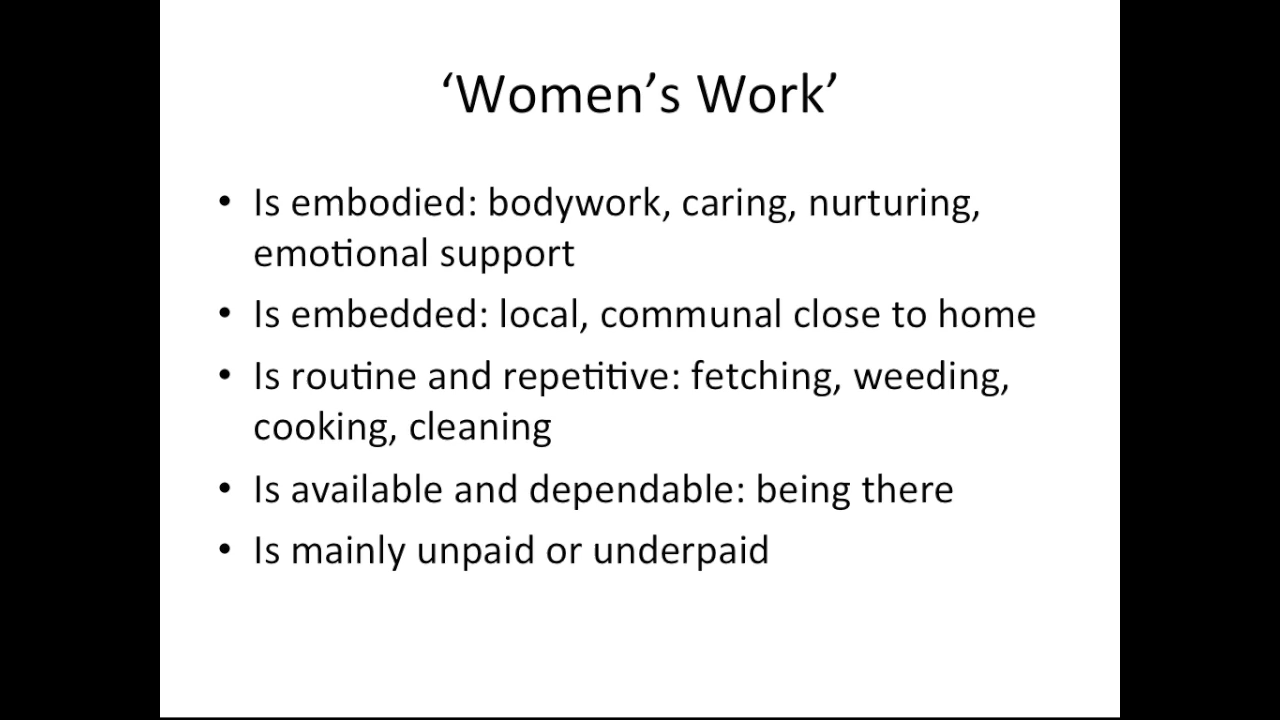 ‘Women’s Work’
• Is embodied: bodywork, caring, nurturing,
emotional support
• Is embedded: local, communal close to home
• Is routine and repetitive: fetching, weeding,
cooking, cleaning
• Is available and dependable: being there
• Is mainly unpaid or underpaid